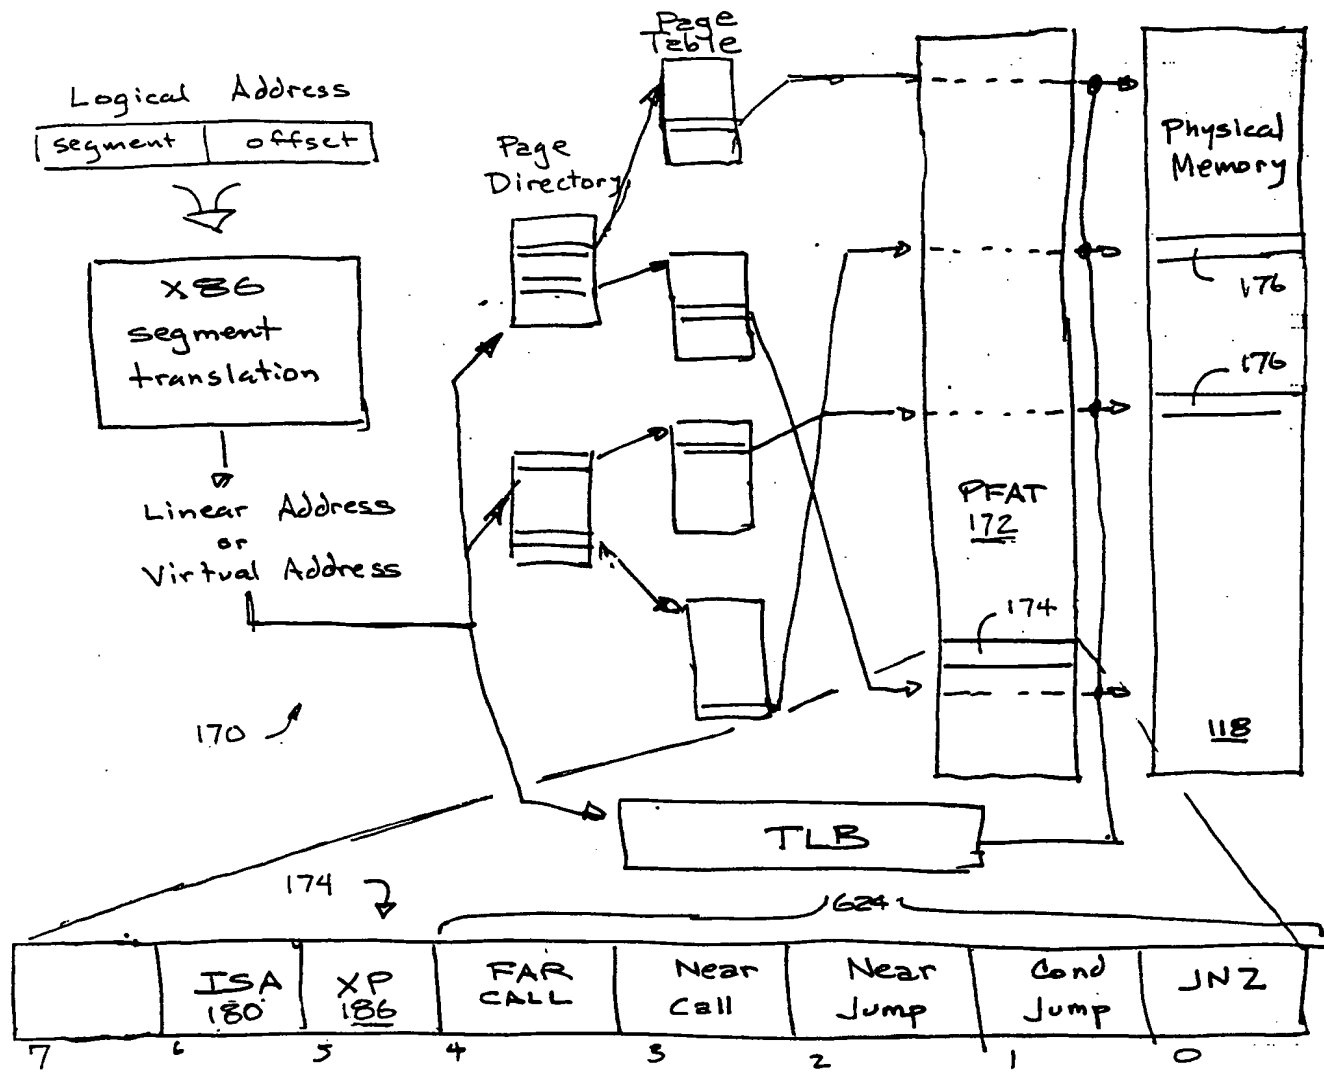 Page
Table
Logical Address
segment offset
Page
Directory
Physical
Memory
x86
segment
translation
176
176
Linear Address
or
Virtual Address
PFAT
172
174
170
118
TLB
174
624
ISA
180
XP
186
FAR
CALL
Near
Call
Near
Jump
Cond
Jump
JNZ
7 6 5 4 3 2 1 0